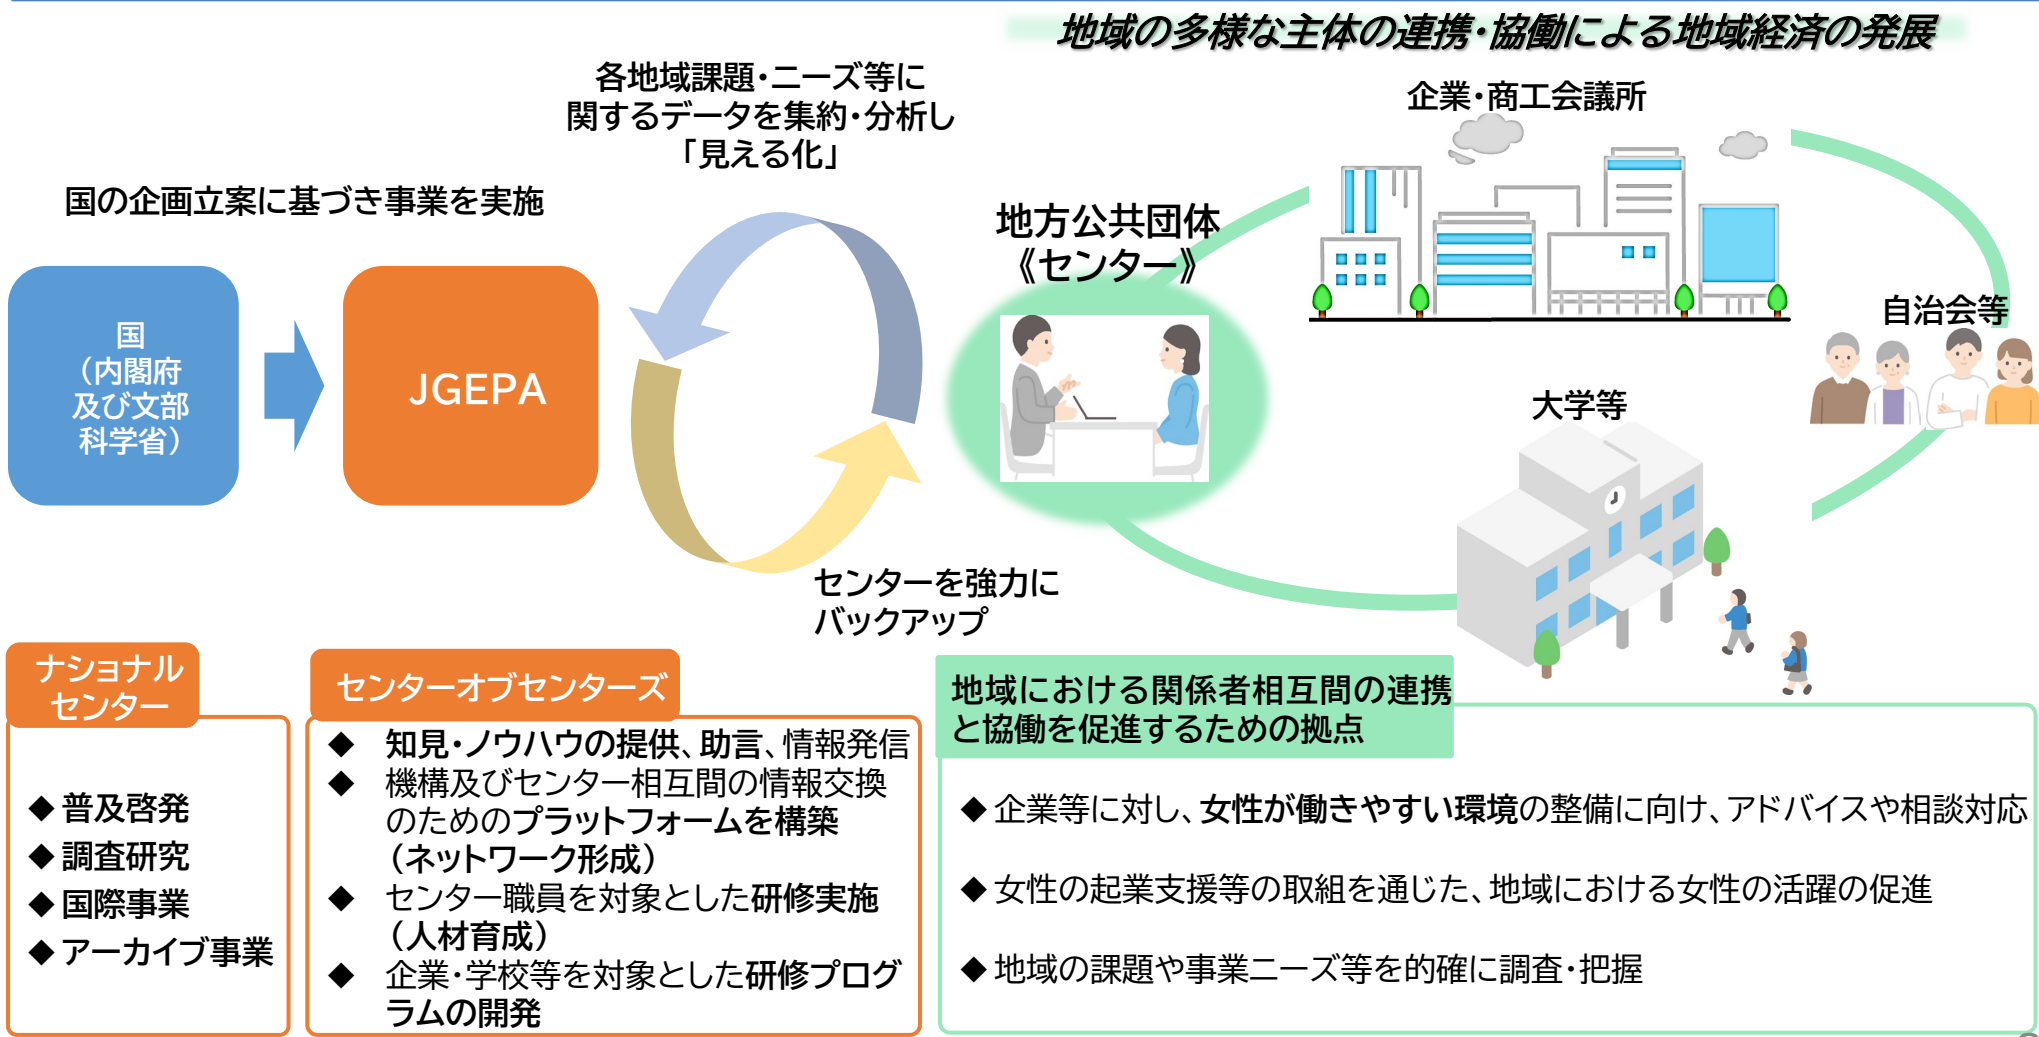 地域の多様な主体の連携・協働による地域経済の発展
各地域課題・ニーズ等に
関するデータを集約・分析し
「見える化」
国の企画立案に基づき事業を実施
国
（内閣府
及び文部
科学省）
JGEPA
地方公共団体
《センター》
企業・商工会議所
自治会等
大学等
センターを強力に
バックアップ
ナショナル
センター
◆ 普及啓発
◆ 調査研究
◆ 国際事業
◆ アーカイブ事業
センターオブセンターズ
◆ 知見・ノウハウの提供、助言、情報発信
◆ 機構及びセンター相互間の情報交換
のためのプラットフォームを構築
（ネットワーク形成）
◆ センター職員を対象とした研修実施
（人材育成）
◆ 企業・学校等を対象とした研修プログ
ラムの開発
地域における関係者相互間の連携
と協働を促進するための拠点
◆ 企業等に対し、女性が働きやすい環境の整備に向け、アドバイスや相談対応
◆ 女性の起業支援等の取組を通じた、地域における女性の活躍の促進
◆ 地域の課題や事業ニーズ等を的確に調査・把握